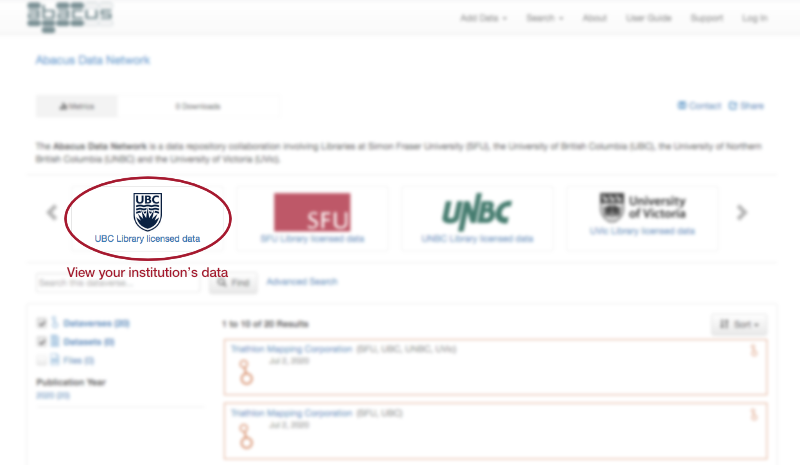 abacus
Add Data Search About User Guide Support Log In
Abacus Data Network
Metrics 0 Downloads Contact Share
The Abacus Data Network is a data repository collaboration involving Libraries at Simon Fraser University (SFU), the University of British Columbia (UBC), the University of Northern
British Columbia (UNBC) and the University of Victoria (UVic).
UBC
UBC Library licensed data
SFU
SFU Library licensed data
UNBC
UNBC Library licensed data
University
of Victoria
UVic Library licensed data
View your institution's data
Search this dataverse... Find Advanced Search
Dataverses (20)
Datasets (0)
Files (0)
Publication Year
2020 (20)
1 to 10 of 20 Results
Sort
Triathlon Mapping Corporation (SFU, UBC, UNBC, UVic)
Jul 3, 2020
Triathlon Mapping Corporation (SFU, UBC)
Jul 3, 2020